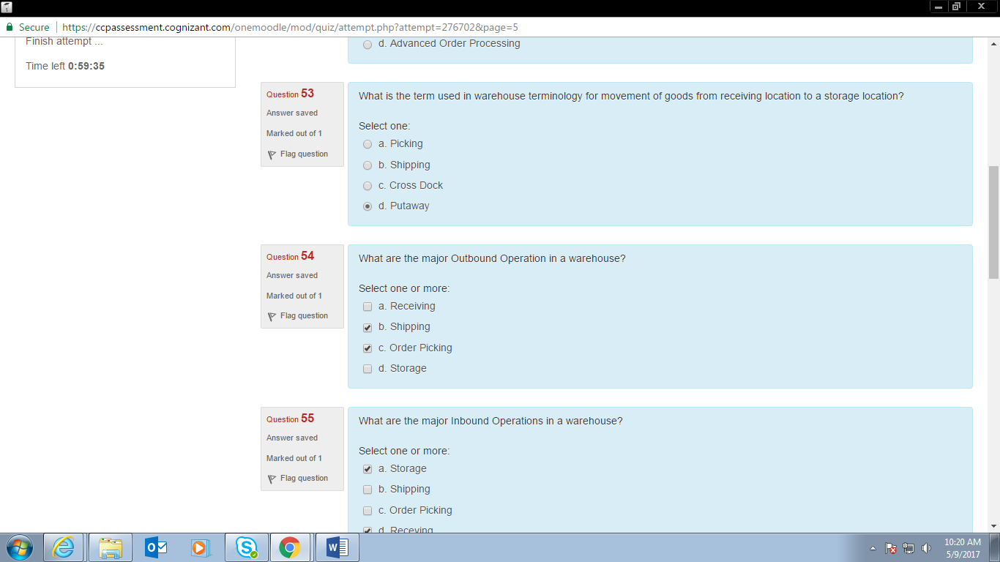 Secure
https://ccpassessment.cognizant.com/onemoodle/mod/quiz/attempt.php?attempt=276702&page=5
Finish attempt ...
Time left 0:59:35
d. Advanced Order Processing
Question 53
Answer saved
Marked out of 1
Flag question
What is the term used in warehouse terminology for movement of goods from receiving location to a storage location?
Select one:
a. Picking
b. Shipping
c. Cross Dock
d. Putaway
Question 54
Answer saved
Marked out of 1
Flag question
What are the major Outbound Operation in a warehouse?
Select one or more:
a. Receiving
b. Shipping
c. Order Picking
d. Storage
Question 55
Answer saved
Marked out of 1
Flag question
What are the major Inbound Operations in a warehouse?
Select one or more:
a. Storage
b. Shipping
c. Order Picking
d. Receving
10:20 AM
5/9/2017